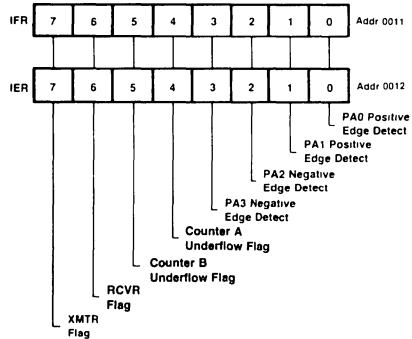 IFR 7 6 5 4 3 2 1 0 Addr 0011
IER 7 6 5 4 3 2 1 0 Addr 0012
PA0 Positive
Edge Detect
PA1 Positive
Edge Detect
PA2 Negative
Edge Detect
PA3 Negative
Edge Detect
Counter A
Underflow Flag
Counter B
Underflow Flag
RCVR
Flag
XMTR
Flag